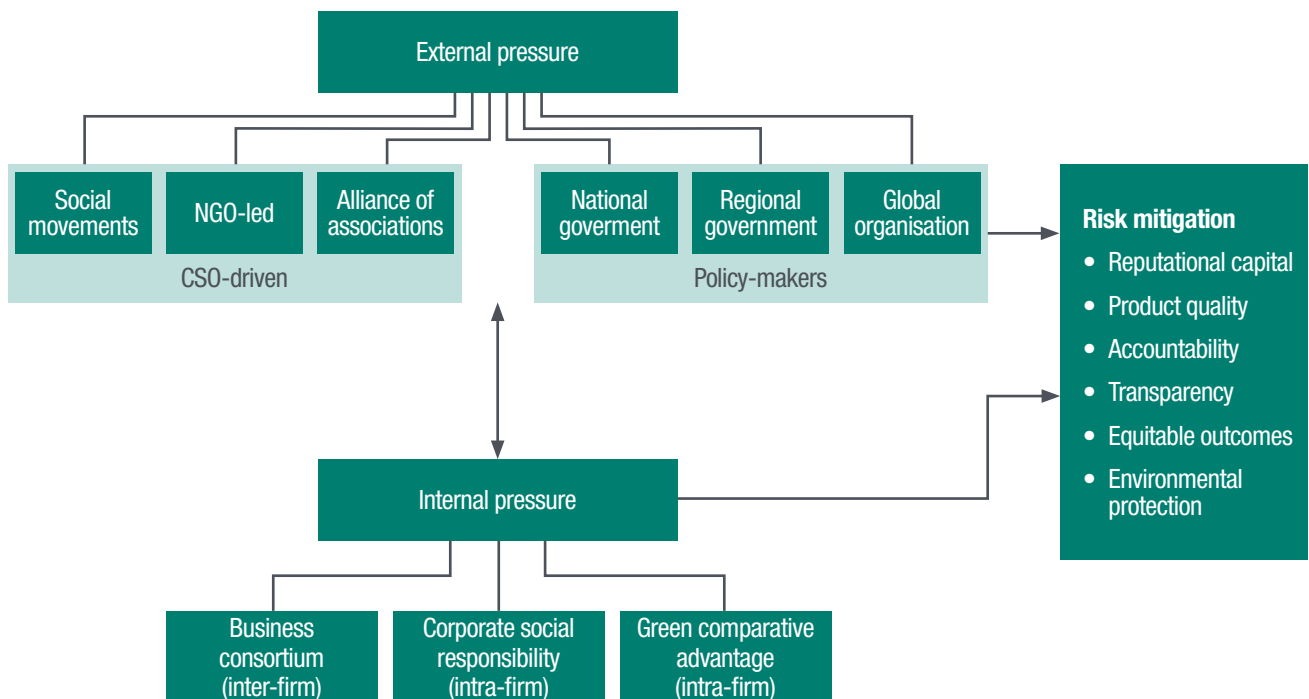 External pressure
Social
movements
NGO-led
Alliance of
associations
CSO-driven
National
goverment
Regional
government
Global
organisation
Policy-makers
Risk mitigation
• Reputational capital
• Product quality
• Accountability
• Transparency
• Equitable outcomes
• Environmental
protection
Internal pressure
Business
consortium
(inter-firm)
Corporate social
responsibility
(intra-firm)
Green comparative
advantage
(intra-firm)